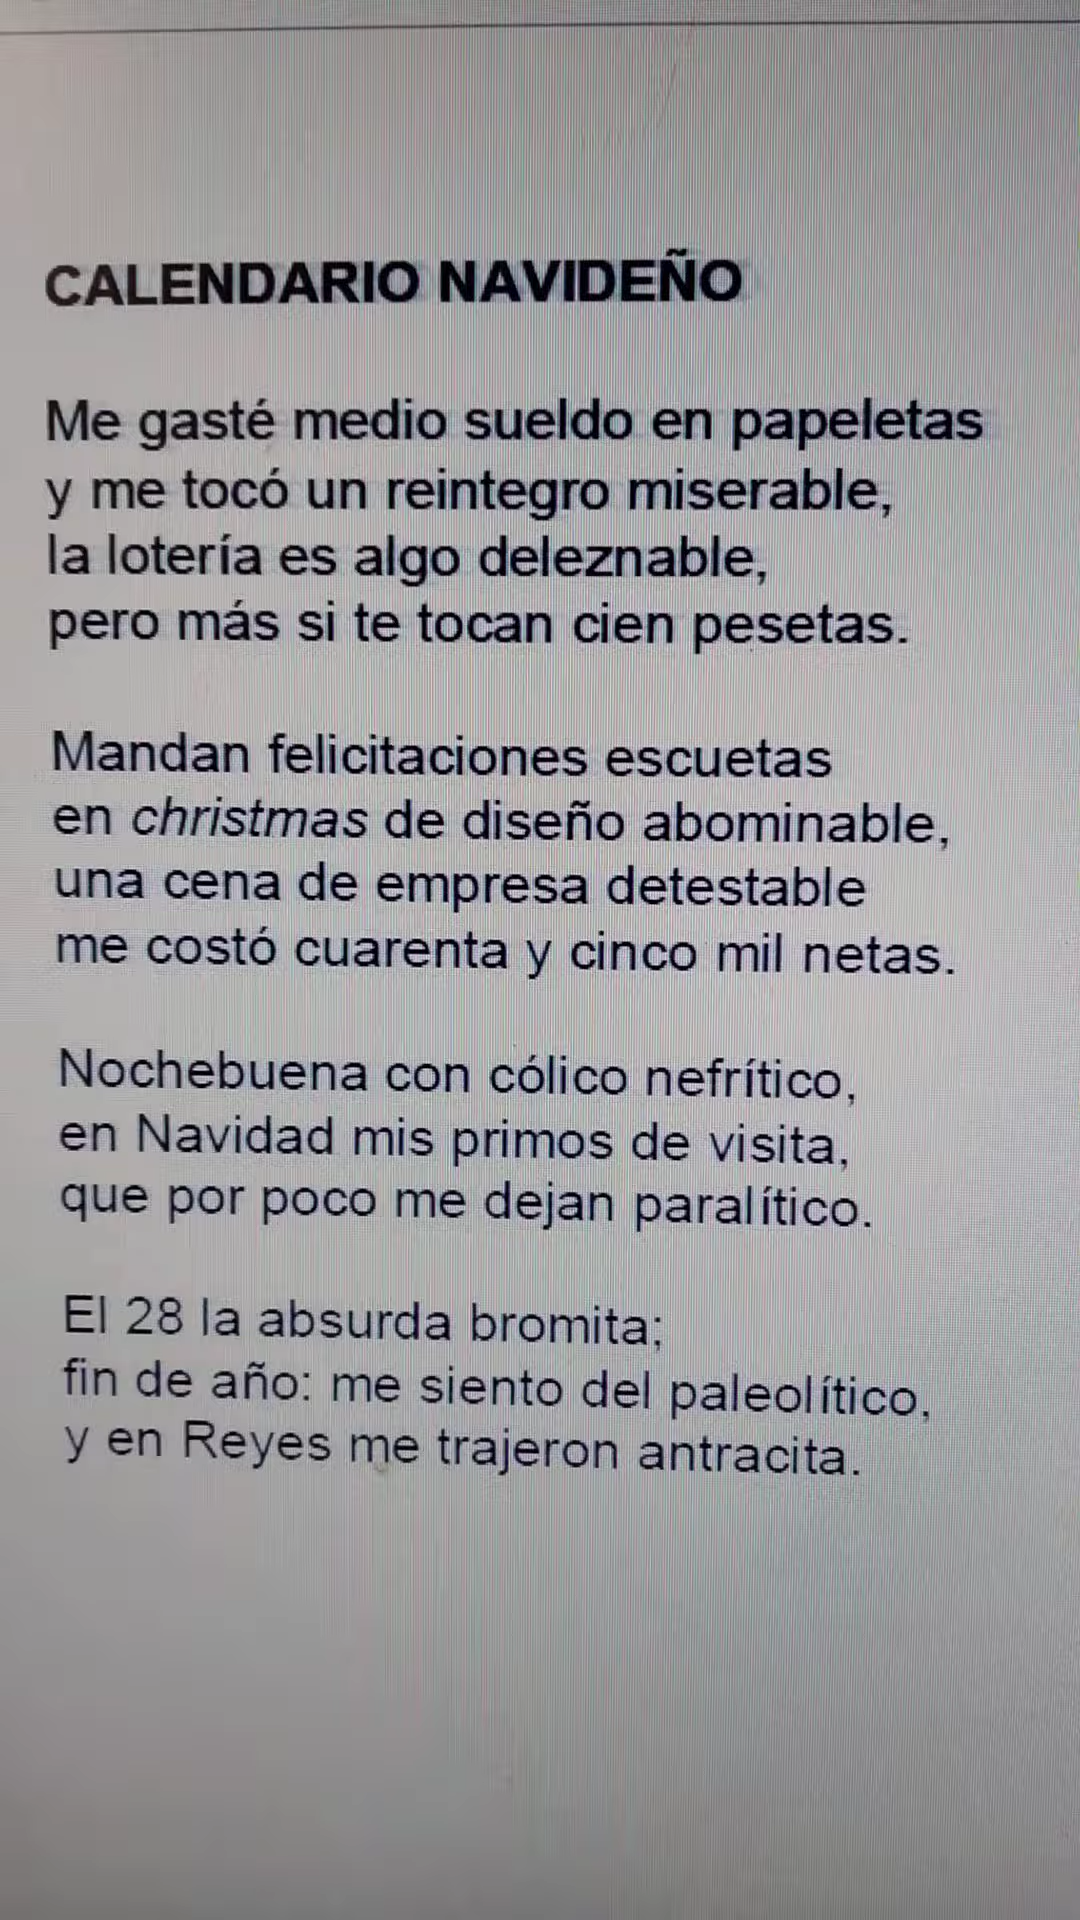 CALENDARIO NAVIDEÑO
Me gasté medio sueldo en papeletas
y me tocó un reintegro miserable,
la lotería es algo deleznable,
pero más si te tocan cien pesetas.
Mandan felicitaciones escuetas
en christmas de diseño abominable,
una cena de empresa detestable
me costó cuarenta y cinco mil netas.
Nochebuena con cólico nefrítico,
en Navidad mis primos de visita,
que por poco me dejan paralítico.
El 28 la absurda bromita;
fin de año: me siento del paleolítico,
y en Reyes me trajeron antracita.